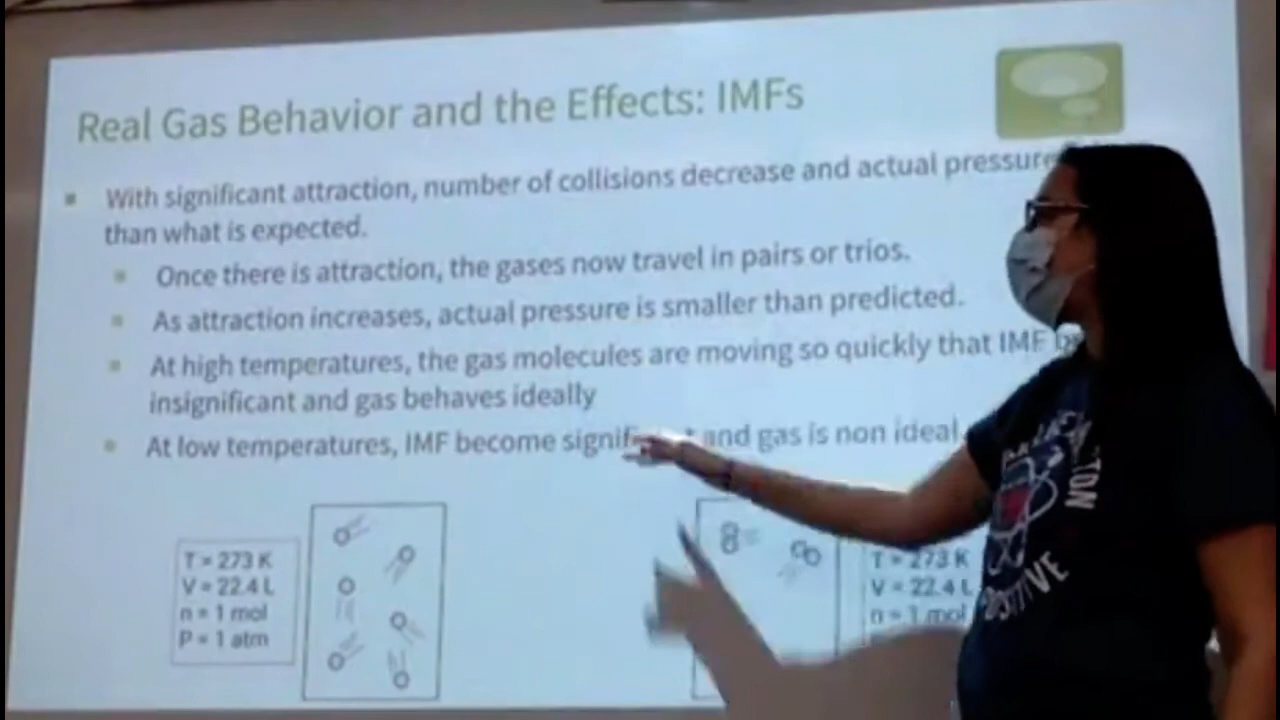 Real Gas Behavior and the Effects: IMFs
With significant attraction, number of collisions decrease and actual pressure
than what is expected.
Once there is attraction, the gases now travel in pairs or trios.
As attraction increases, actual pressure is smaller than predicted.
At high temperatures, the gas molecules are moving so quickly that IMF
insignificant and gas behaves ideally
At low temperatures, IMF become and gas is non ideal.
T = 273 K
V = 22.4 L
n = 1 mol
P = 1 atm
T = 273 K
V = 22.4 L
n = 1 mol
POSITIVE